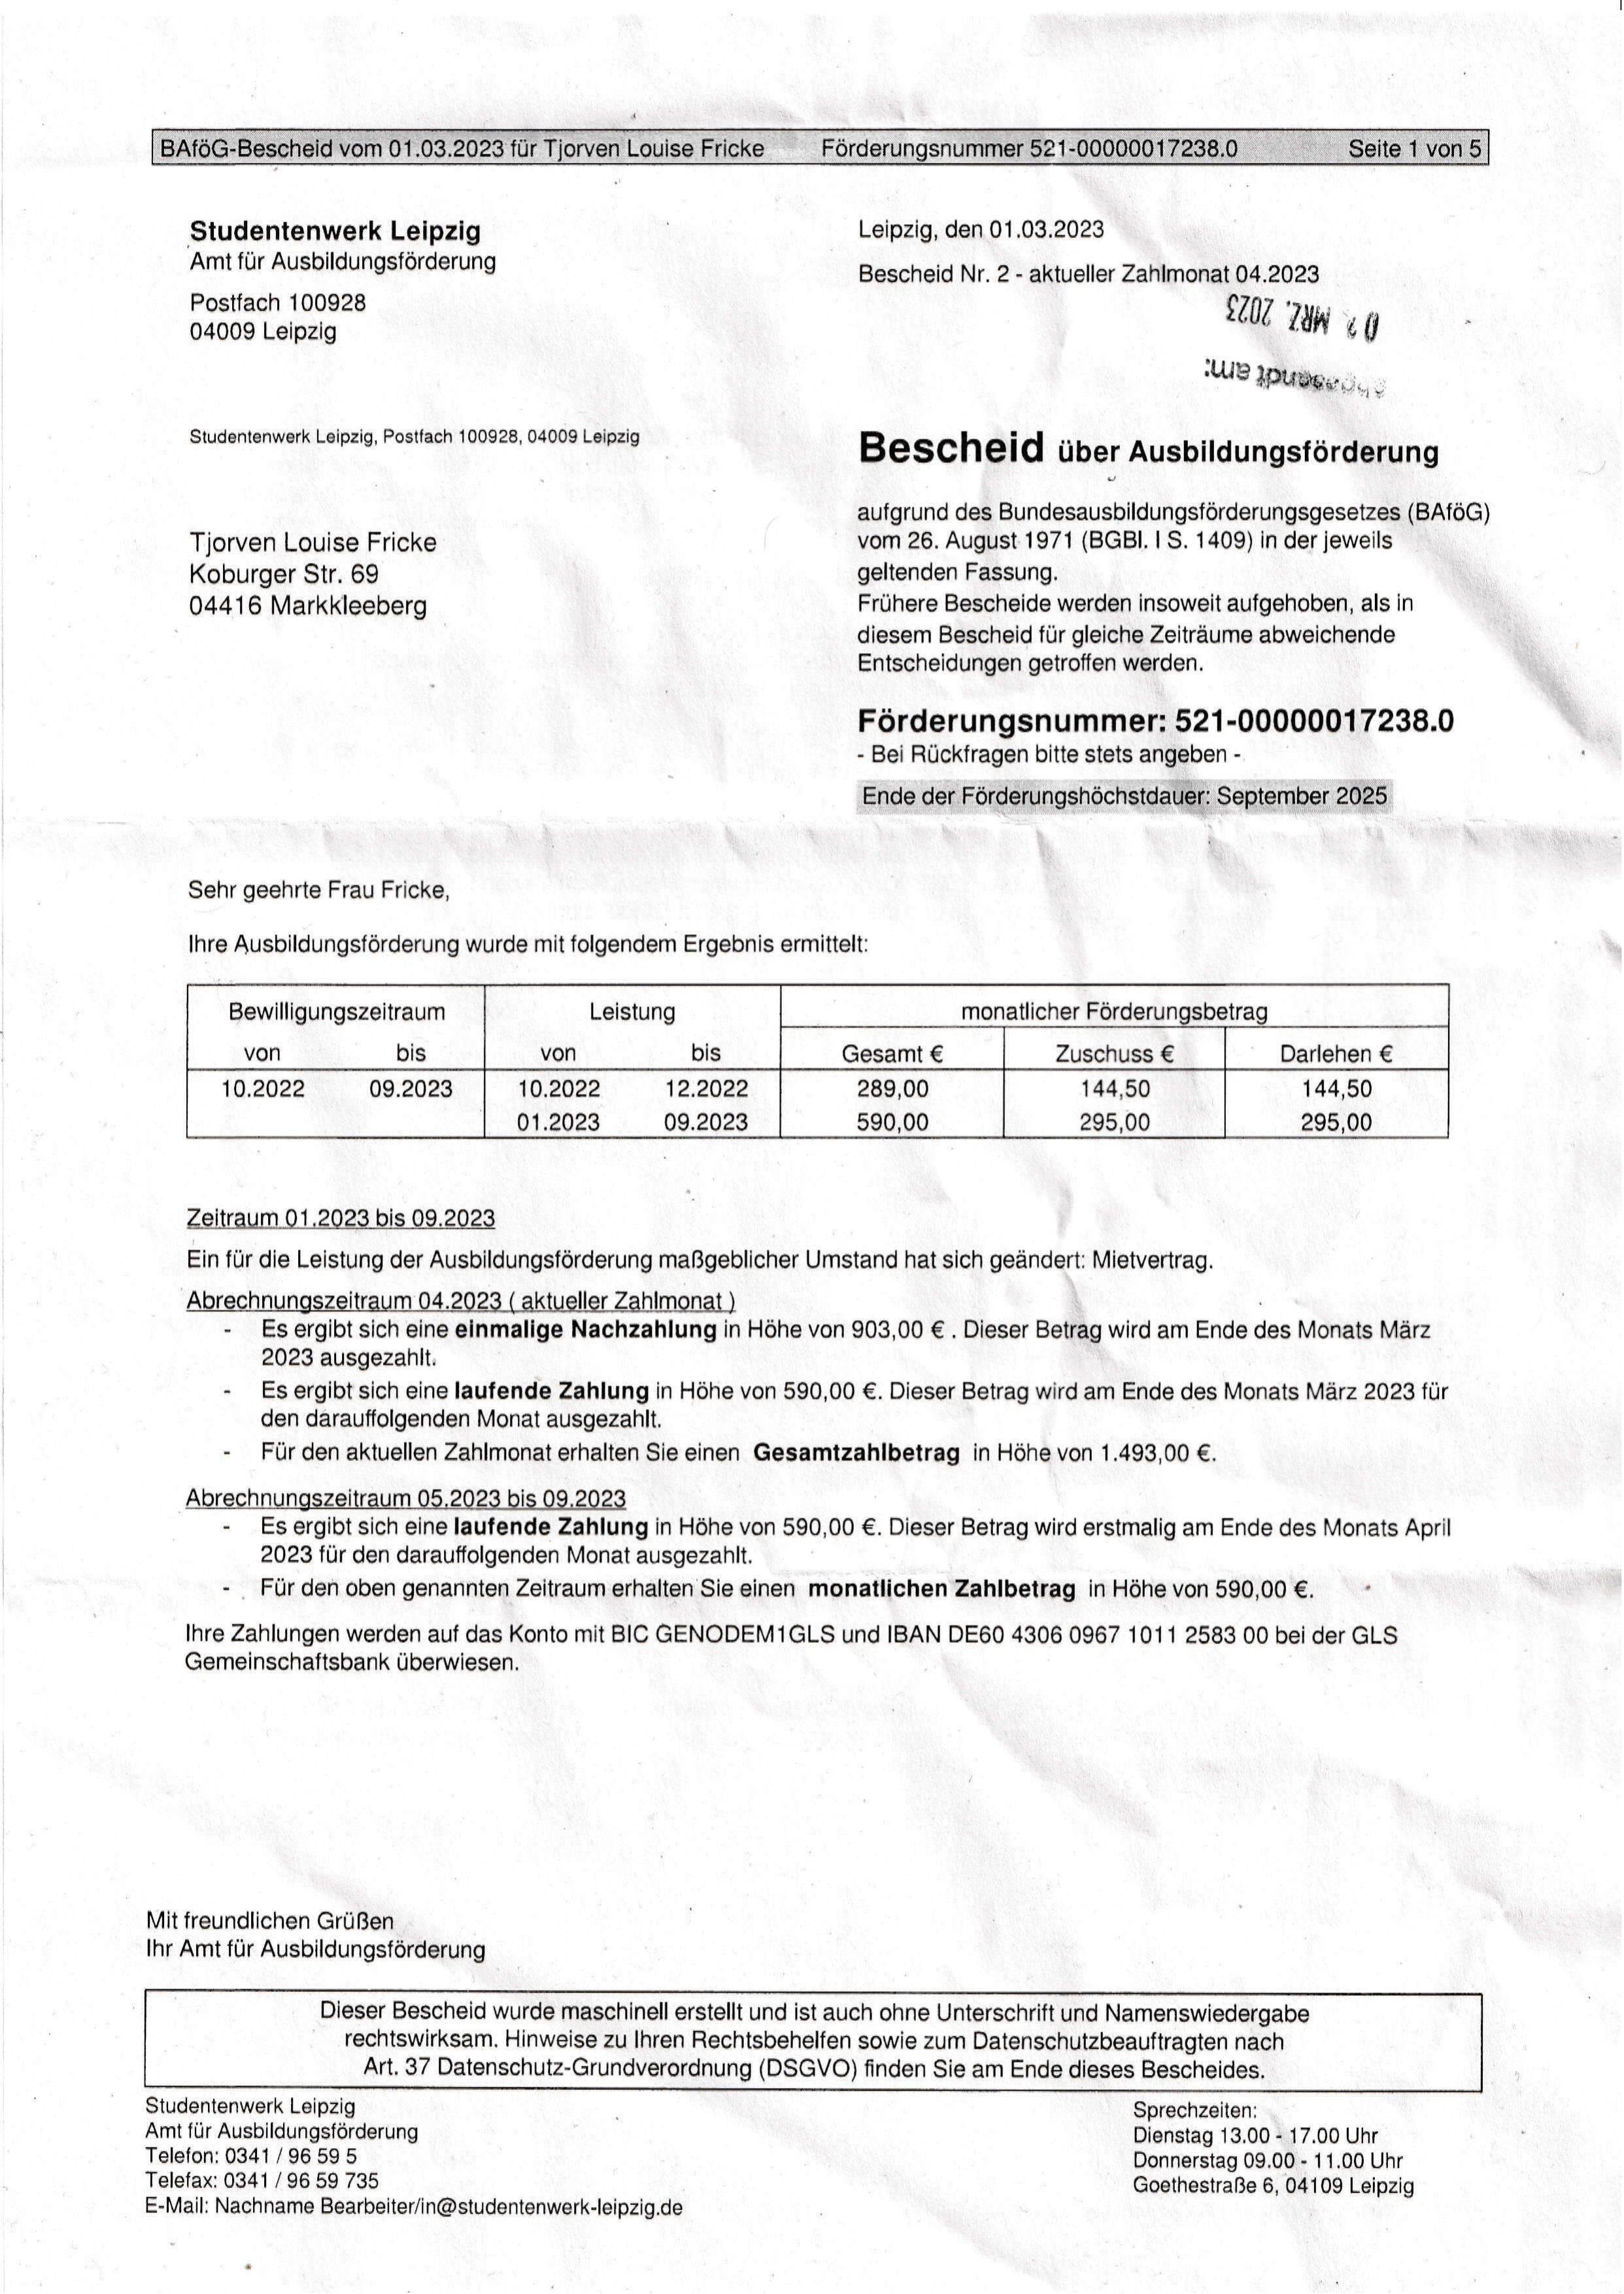 BAföG-Bescheid vom 01.03.2023 für Tjorven Louise Fricke Förderungsnummer 521-00000017238.0 Seite 1 von 5
Studentenwerk Leipzig
Amt für Ausbildungsförderung
Postfach 100928
04009 Leipzig
Leipzig, den 01.03.2023
Bescheid Nr. 2 - aktueller Zahlmonat 04.2023
MRZ. 2023
am:
Studentenwerk Leipzig, Postfach 100928, 04009 Leipzig
Tjorven Louise Fricke
Koburger Str. 69
04416 Markkleeberg
Bescheid über Ausbildungsförderung
aufgrund des Bundesausbildungsförderungsgesetzes (BAföG)
vom 26. August 1971 (BGBl. I S. 1409) in der jeweils
geltenden Fassung.
Frühere Bescheide werden insoweit aufgehoben, als in
diesem Bescheid für gleiche Zeiträume abweichende
Entscheidungen getroffen werden.
Förderungsnummer: 521-00000017238.0
- Bei Rückfragen bitte stets angeben -
Ende der Förderungshöchstdauer: September 2025
Sehr geehrte Frau Fricke,
Ihre Ausbildungsförderung wurde mit folgendem Ergebnis ermittelt:
Bewilligungszeitraum Leistung monatlicher Förderungsbetrag
von bis von bis Gesamt € Zuschuss € Darlehen €
10.2022 09.2023 10.2022 12.2022 289,00 144,50 144,50
01.2023 09.2023 590,00 295,00 295,00
Zeitraum 01.2023 bis 09.2023
Ein für die Leistung der Ausbildungsförderung maßgeblicher Umstand hat sich geändert: Mietvertrag.
Abrechnungszeitraum 04.2023 ( aktueller Zahlmonat )
- Es ergibt sich eine einmalige Nachzahlung in Höhe von 903,00 € . Dieser Betrag wird am Ende des Monats März
2023 ausgezahlt.
- Es ergibt sich eine laufende Zahlung in Höhe von 590,00 €. Dieser Betrag wird am Ende des Monats März 2023 für
den darauffolgenden Monat ausgezahlt.
- Für den aktuellen Zahlmonat erhalten Sie einen Gesamtzahlbetrag in Höhe von 1.493,00 €.
Abrechnungszeitraum 05.2023 bis 09.2023
- Es ergibt sich eine laufende Zahlung in Höhe von 590,00 €. Dieser Betrag wird erstmalig am Ende des Monats April
2023 für den darauffolgenden Monat ausgezahlt.
- Für den oben genannten Zeitraum erhalten Sie einen monatlichen Zahlbetrag in Höhe von 590,00 €.
Ihre Zahlungen werden auf das Konto mit BIC GENODEM1GLS und IBAN DE60 4306 0967 1011 2583 00 bei der GLS
Gemeinschaftsbank überwiesen.
Mit freundlichen Grüßen
Ihr Amt für Ausbildungsförderung
Dieser Bescheid wurde maschinell erstellt und ist auch ohne Unterschrift und Namenswiedergabe
rechtswirksam. Hinweise zu Ihren Rechtsbehelfen sowie zum Datenschutzbeauftragten nach
Art. 37 Datenschutz-Grundverordnung (DSGVO) finden Sie am Ende dieses Bescheides.
Studentenwerk Leipzig
Amt für Ausbildungsförderung
Telefon: 0341 / 96 59 5
Telefax: 0341 / 96 59 735
E-Mail: Nachname Bearbeiter/in@studentenwerk-leipzig.de
Sprechzeiten:
Dienstag 13.00 - 17.00 Uhr
Donnerstag 09.00 - 11.00 Uhr
Goethestraße 6, 04109 Leipzig